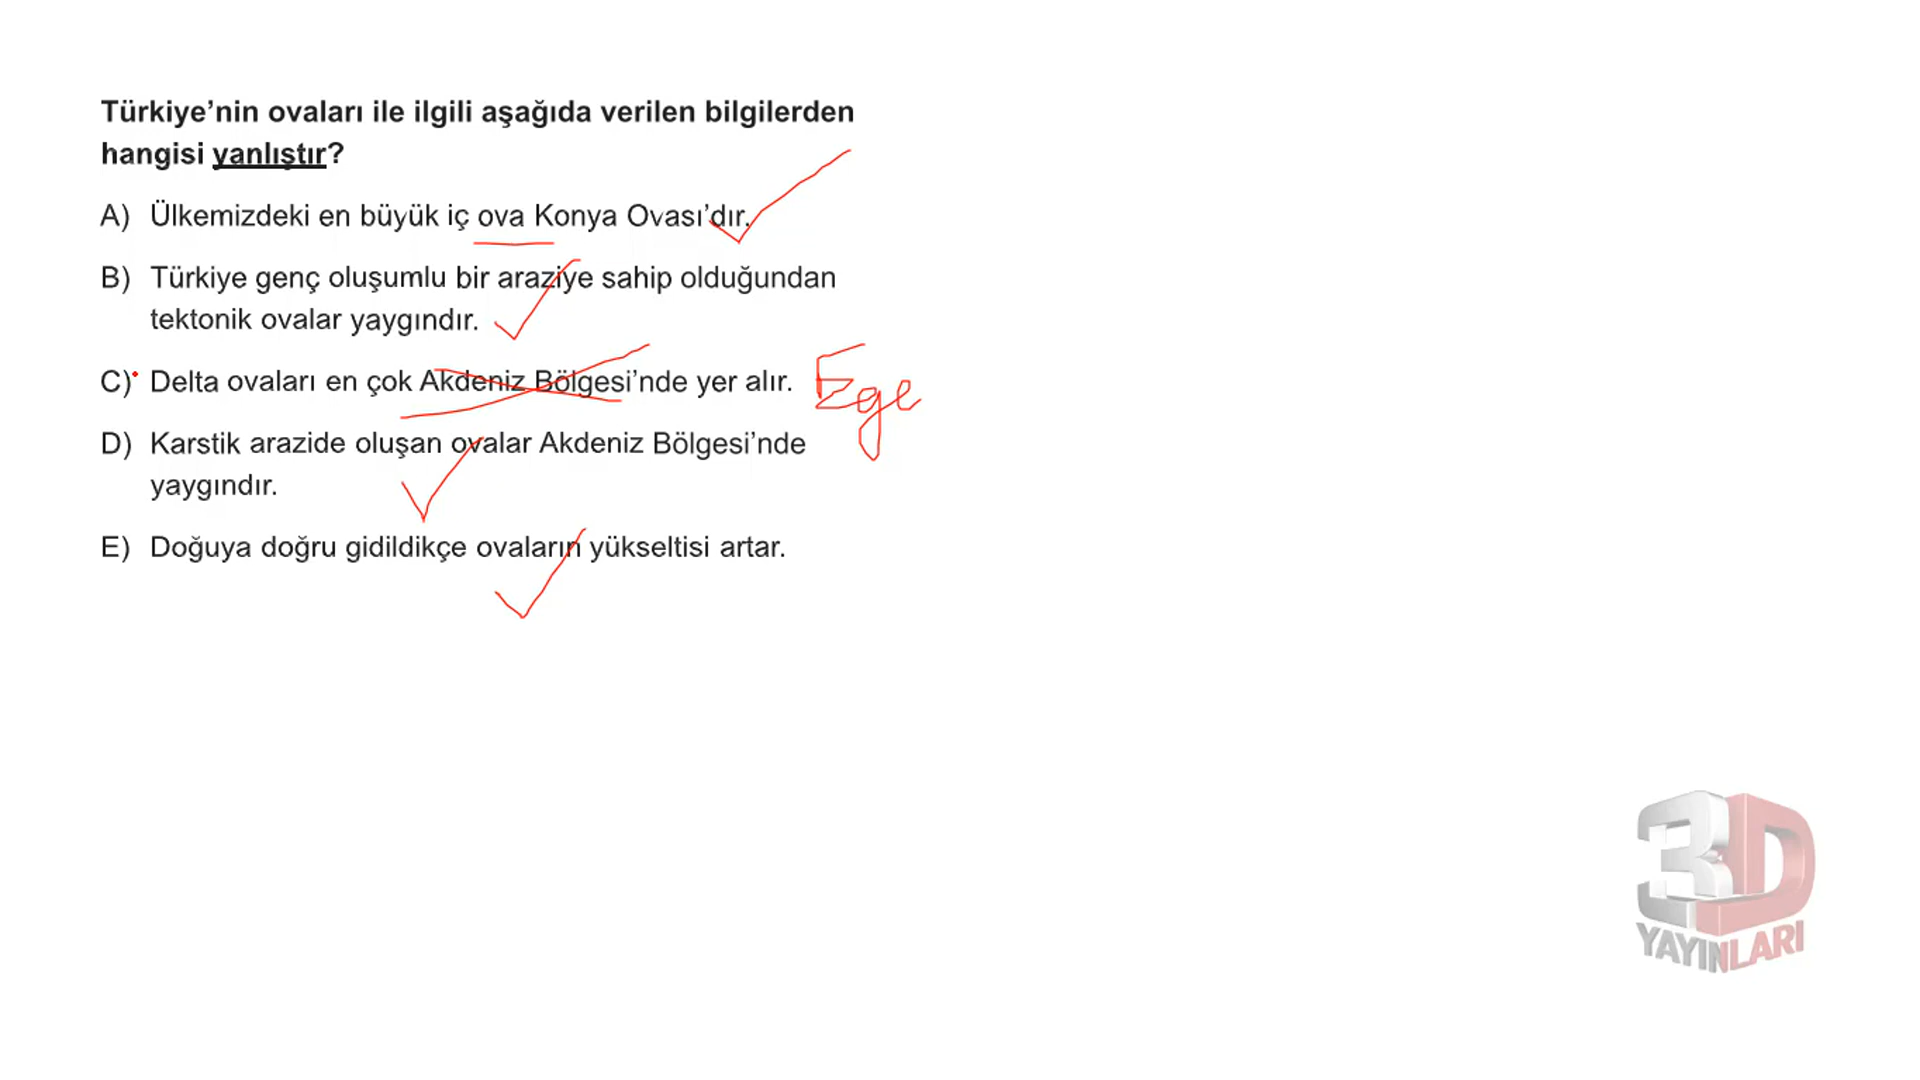 Türkiye’nin ovaları ile ilgili aşağıda verilen bilgilerden
hangisi yanlıştır?
A) Ülkemizdeki en büyük iç ova Konya Ovası’dır.
B) Türkiye genç oluşumlu bir araziye sahip olduğundan
tektonik ovalar yaygındır.
C) Delta ovaları en çok Akdeniz Bölgesi’nde yer alır. Ege
D) Karstik arazide oluşan ovalar Akdeniz Bölgesi’nde
yaygındır.
E) Doğuya doğru gidildikçe ovaların yükseltisi artar.
3D
YAYINLARI